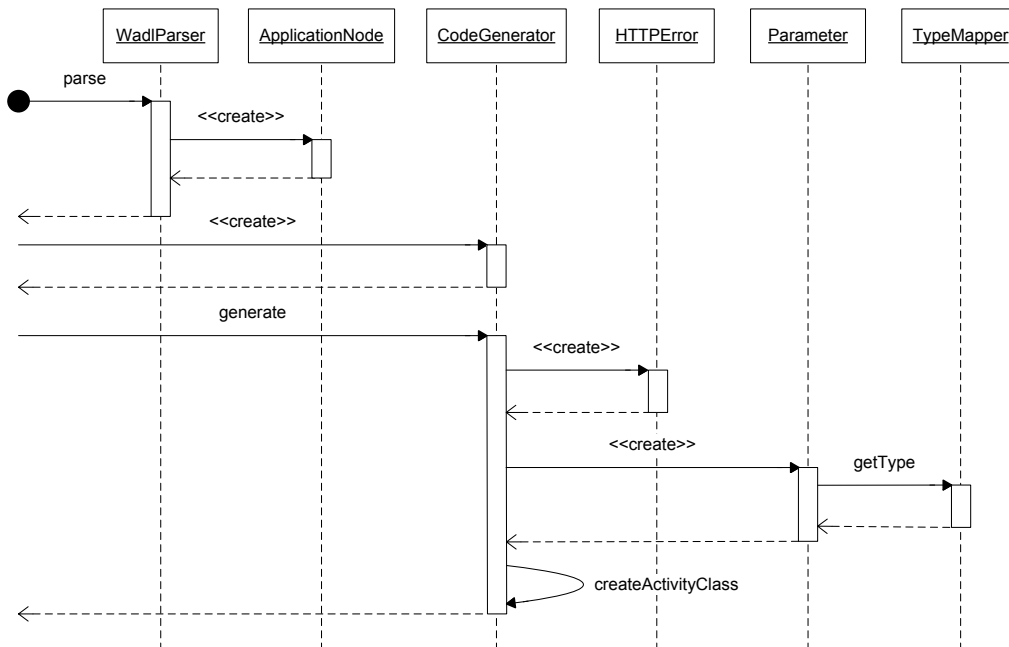 WadlParser
ApplicationNode
CodeGenerator
HTTPError
Parameter
TypeMapper
parse
<<create>>
<<create>>
generate
<<create>>
<<create>>
getType
createActivityClass